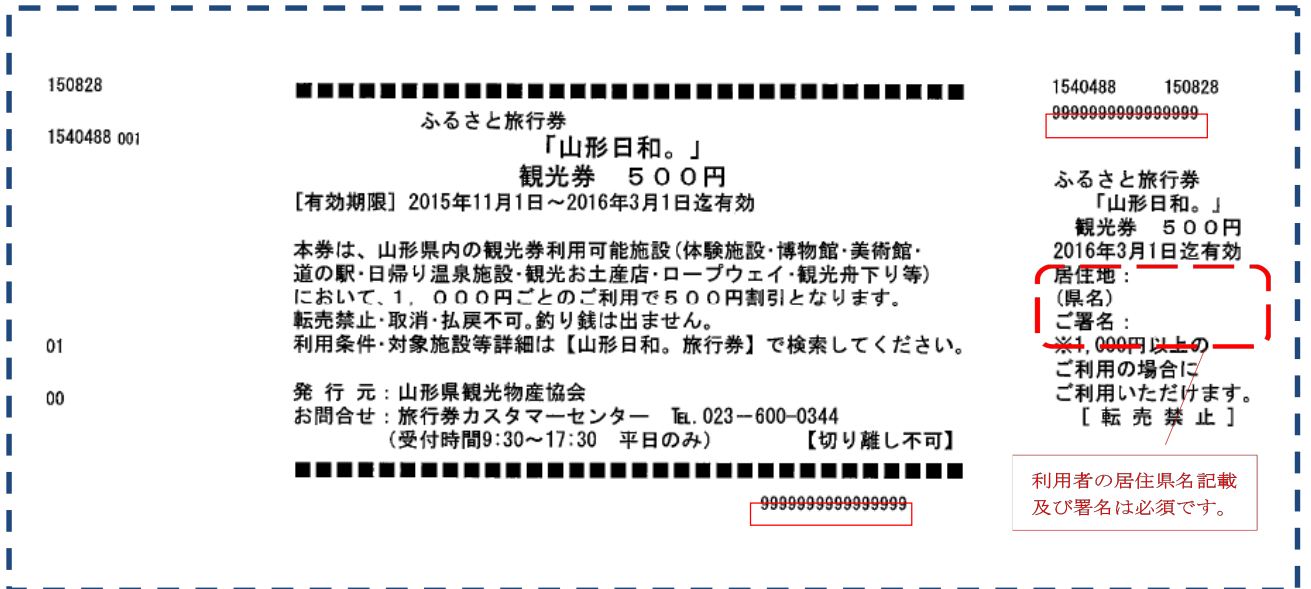 150828
1540488 001
01
00
■■■■■■■■■■■■■■■■■■■■■■■■■■■■■■■■
ふるさと旅行券
「山形日和。」
観光券 ５００円
[有効期限] 2015年11月1日～2016年3月1日迄有効
本券は、山形県内の観光券利用可能施設(体験施設･博物館･美術館･
道の駅･日帰り温泉施設･観光お土産店･ロープウェイ･観光舟下り等)
において、１，０００円ごとのご利用で５００円割引となります。
転売禁止･取消･払戻不可｡釣り銭は出ません。
利用条件･対象施設等詳細は【山形日和。旅行券】で検索してください。
発 行 元：山形県観光物産協会
お問合せ：旅行券カスタマーセンター ℡.023－600-0344
(受付時間9:30～17:30 平日のみ) 【切り離し不可】
■■■■■■■■■■■■■■■■■■■■■■■■■■■■■■■■
9999999999999999
1540488 150828
9999999999999999
ふるさと旅行券
「山形日和。」
観光券 ５００円
2016年3月1日迄有効
居住地：
(県名)
ご署名：
※1,000円以上の
ご利用の場合に
ご利用いただけます。
[ 転 売 禁 止 ]
利用者の居住県名記載
及び署名は必須です。